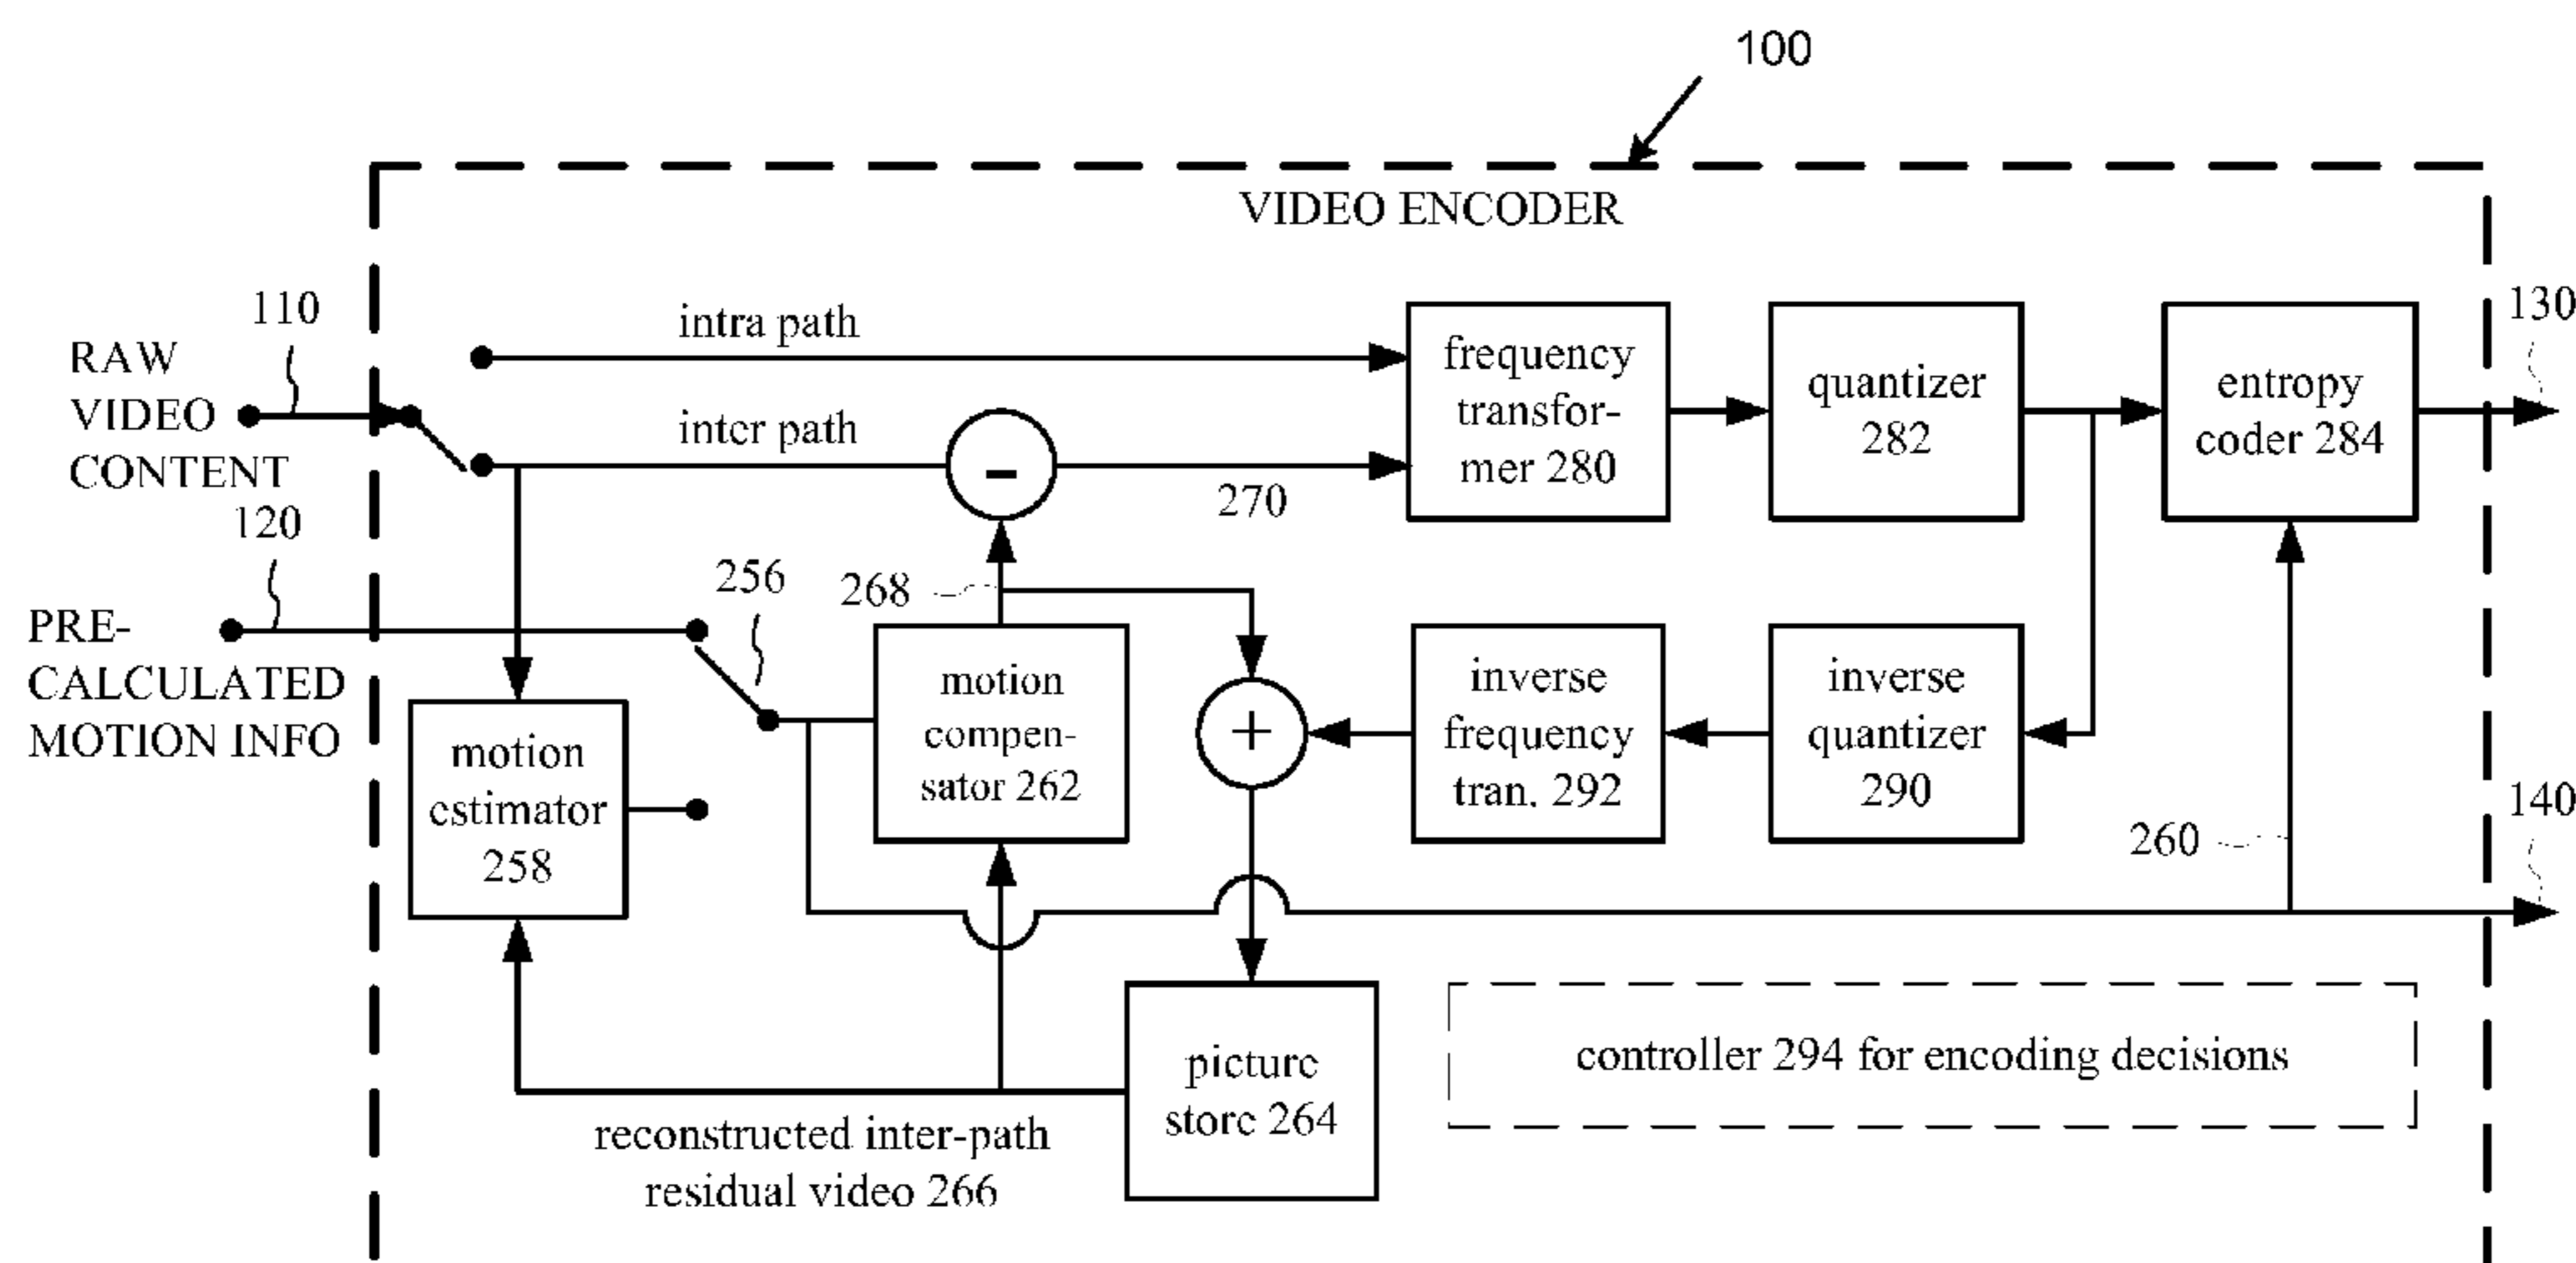 100
VIDEO ENCODER
110
RAW
VIDEO
CONTENT
120
PRE-
CALCULATED
MOTION INFO
intra path
inter path
-
270
frequency
transfor-
mer 280
quantizer
282
entropy
coder 284
130
256
268
motion
estimator
258
motion
compen-
sator 262
+
inverse
frequency
tran. 292
inverse
quantizer
290
260
140
reconstructed inter-path
residual video 266
picture
store 264
controller 294 for encoding decisions